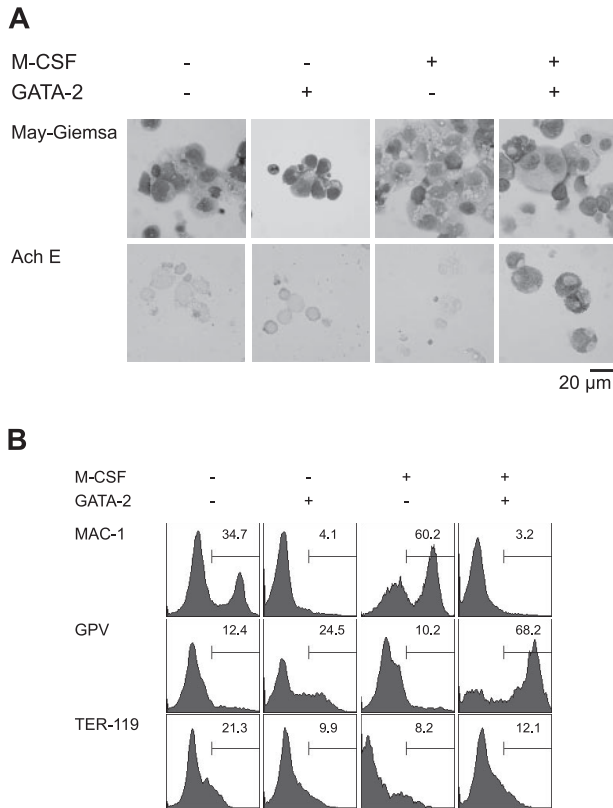 A
M-CSF - - + +
GATA-2 - + - +
May-Giemsa
Ach E
20 µm
B
M-CSF - - + +
GATA-2 - + - +
MAC-1 34.7 4.1 60.2 3.2
GPV 12.4 24.5 10.2 68.2
TER-119 21.3 9.9 8.2 12.1